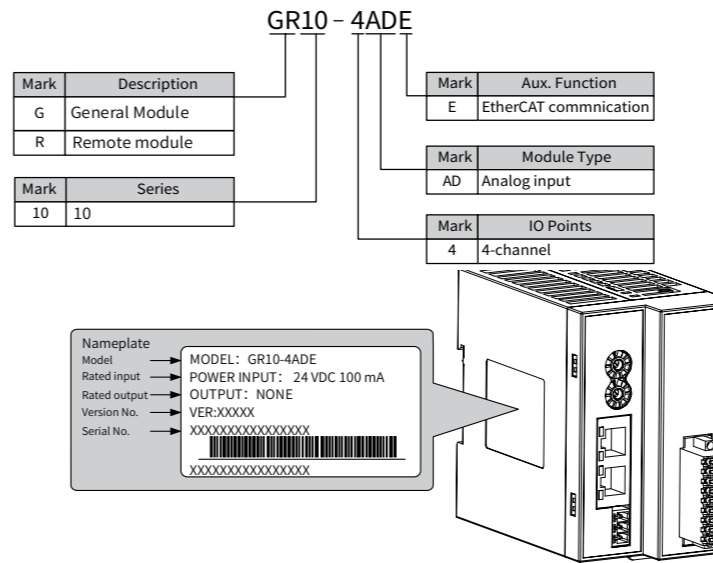 GR10 - 4ADE
Mark Description
G General Module
R Remote module
Mark Series
10 10
Mark Aux. Function
E EtherCAT commnication
Mark Module Type
AD Analog input
Mark IO Points
4 4-channel
Nameplate
Model MODEL: GR10-4ADE
Rated input POWER INPUT: 24 VDC 100 mA
Rated output OUTPUT: NONE
Version No. VER:XXXXX
Serial No. XXXXXXXXXXXXXXXX
XXXXXXXXXXXXXXXX